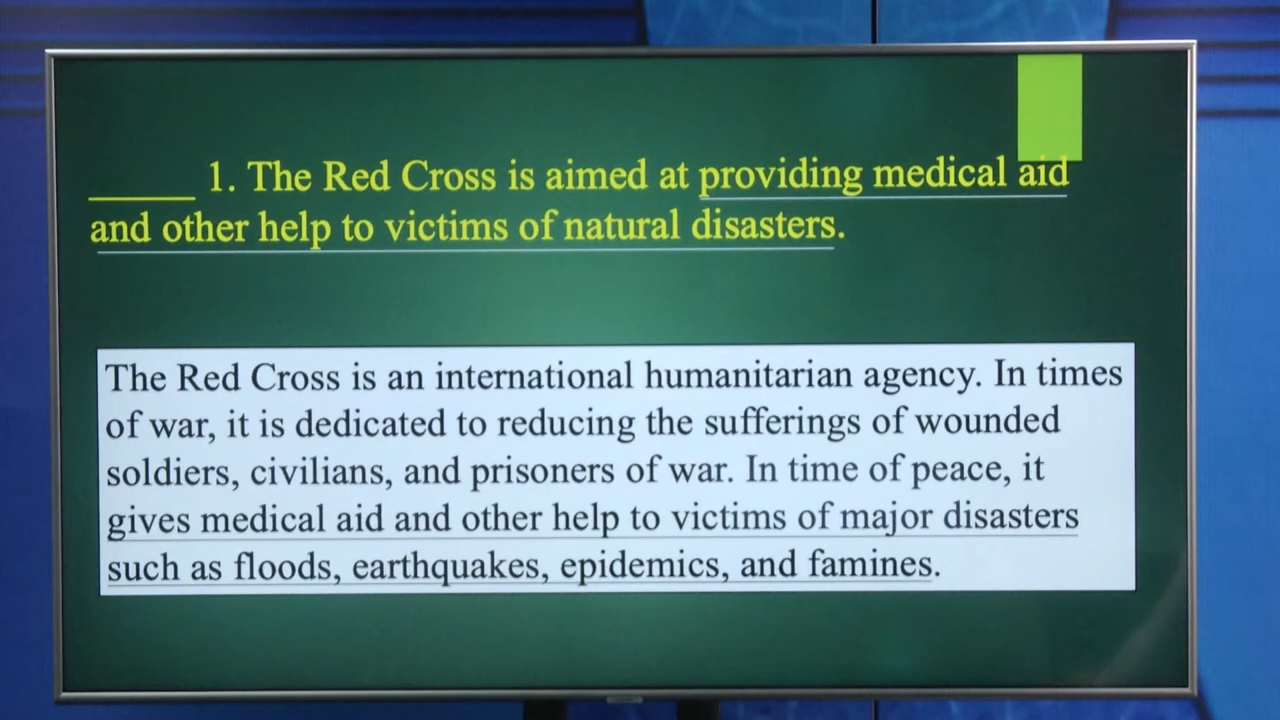 _____ 1. The Red Cross is aimed at providing medical aid
and other help to victims of natural disasters.
The Red Cross is an international humanitarian agency. In times
of war, it is dedicated to reducing the sufferings of wounded
soldiers, civilians, and prisoners of war. In time of peace, it
gives medical aid and other help to victims of major disasters
such as floods, earthquakes, epidemics, and famines.